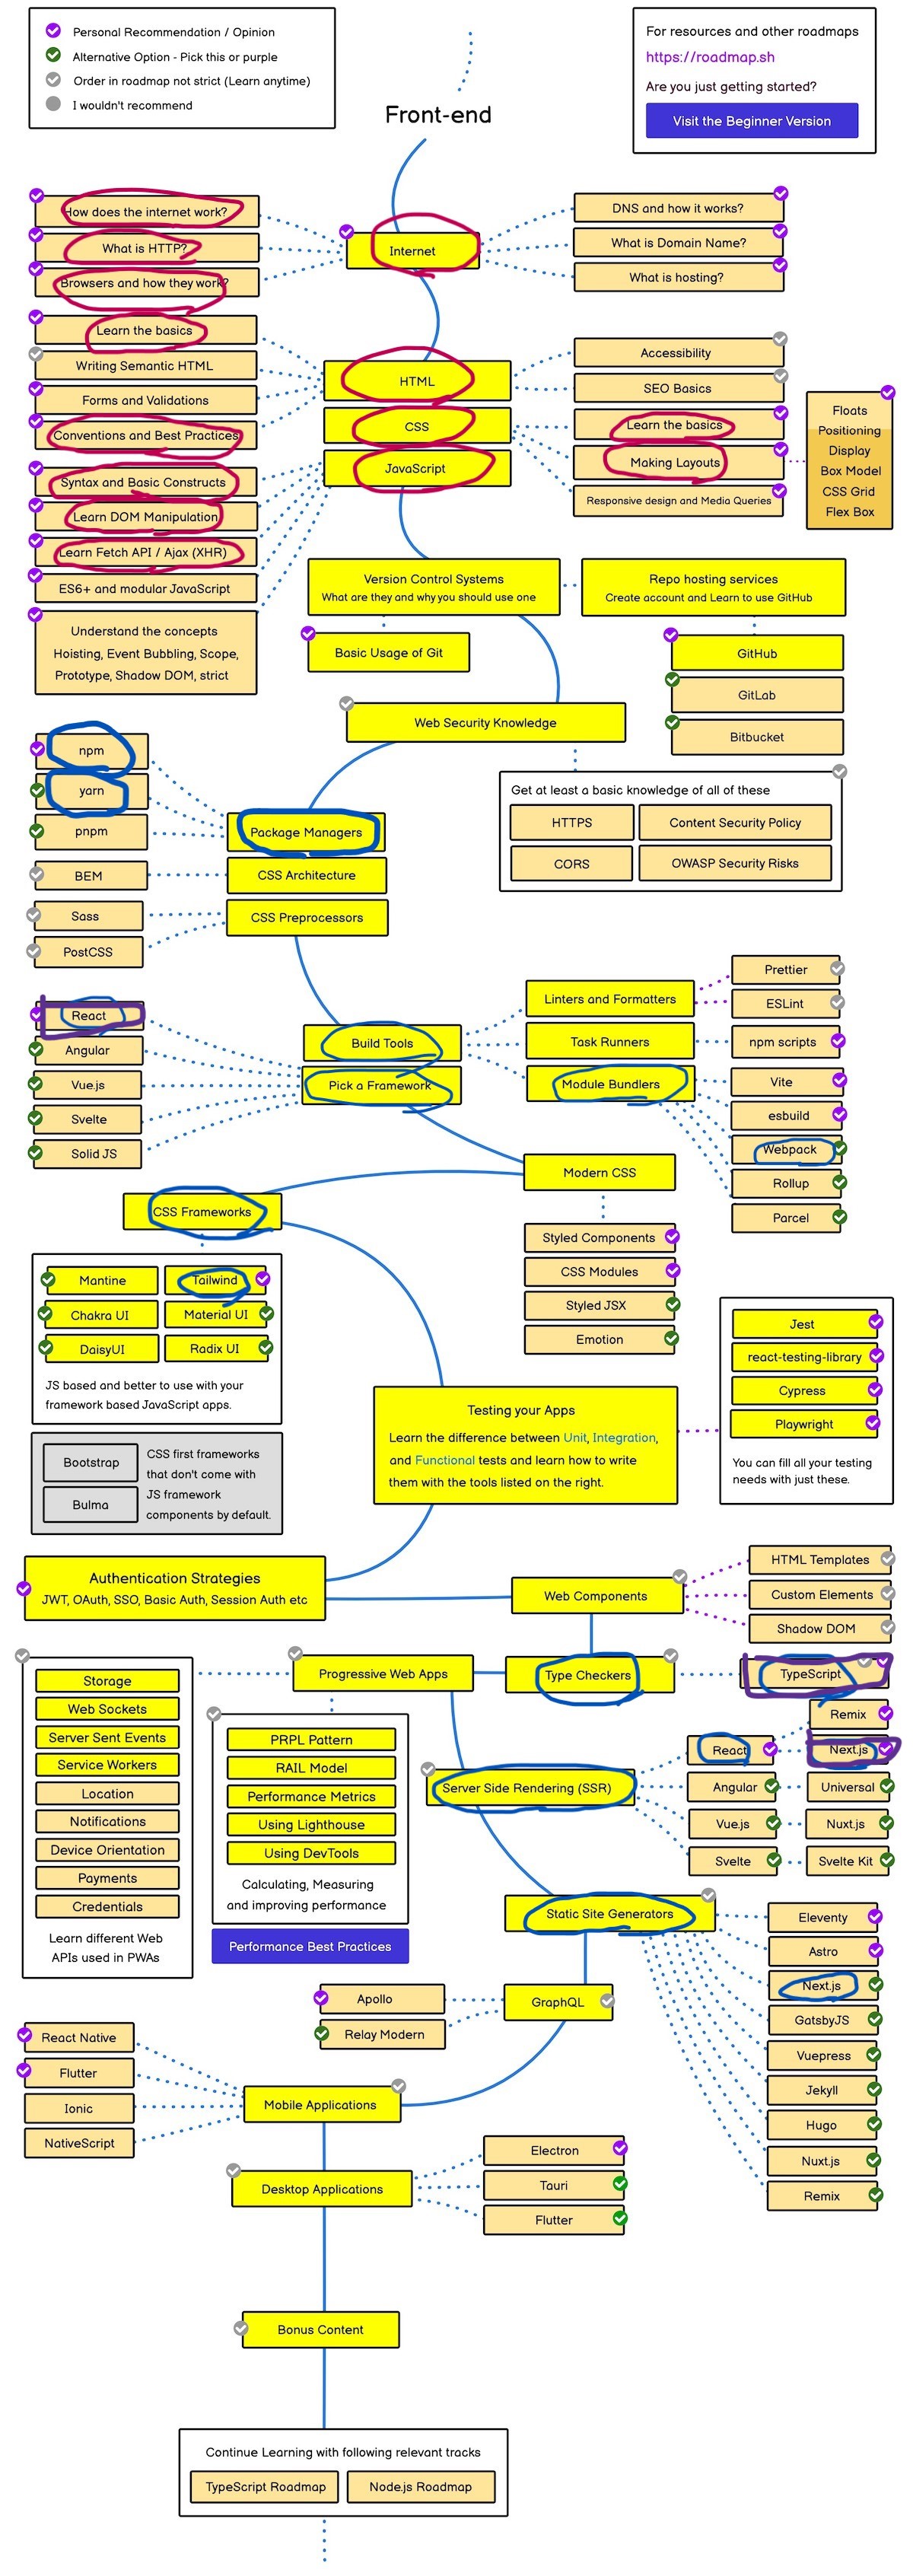 Personal Recommendation / Opinion
Alternative Option - Pick this or purple
Order in roadmap not strict (Learn anytime)
I wouldn't recommend
For resources and other roadmaps
https://roadmap.sh
Are you just getting started?
Visit the Beginner Version
Front-end
How does the internet work?
What is HTTP?
Browsers and how they work?
Internet
DNS and how it works?
What is Domain Name?
What is hosting?
Learn the basics
Writing Semantic HTML
Forms and Validations
Conventions and Best Practices
HTML
Accessibility
SEO Basics
CSS
Learn the basics
Making Layouts
Responsive design and Media Queries
Floats
Positioning
Display
Box Model
CSS Grid
Flex Box
JavaScript
Syntax and Basic Constructs
Learn DOM Manipulation
Learn Fetch API / Ajax (XHR)
ES6+ and modular JavaScript
Understand the concepts
Hoisting, Event Bubbling, Scope,
Prototype, Shadow DOM, strict
Version Control Systems
What are they and why you should use one
Basic Usage of Git
Repo hosting services
Create account and Learn to use GitHub
GitHub
GitLab
Bitbucket
Web Security Knowledge
Get at least a basic knowledge of all of these
HTTPS
Content Security Policy
CORS
OWASP Security Risks
npm
yarn
pnpm
Package Managers
BEM
CSS Architecture
Sass
PostCSS
CSS Preprocessors
Build Tools
Linters and Formatters
Prettier
ESLint
Task Runners
npm scripts
Module Bundlers
Vite
esbuild
Webpack
Rollup
Parcel
React
Angular
Vue.js
Svelte
Solid JS
Pick a Framework
Modern CSS
Styled Components
CSS Modules
Styled JSX
Emotion
CSS Frameworks
Mantine
Tailwind
Chakra UI
Material UI
DaisyUI
Radix UI
JS based and better to use with your
framework based JavaScript apps.
Bootstrap
Bulma
CSS first frameworks
that don't come with
JS framework
components by default.
Testing your Apps
Learn the difference between Unit, Integration,
and Functional tests and learn how to write
them with the tools listed on the right.
Jest
react-testing-library
Cypress
Playwright
You can fill all your testing
needs with just these.
Authentication Strategies
JWT, OAuth, SSO, Basic Auth, Session Auth etc
Web Components
HTML Templates
Custom Elements
Shadow DOM
Type Checkers
TypeScript
Progressive Web Apps
Storage
Web Sockets
Server Sent Events
Service Workers
Location
Notifications
Device Orientation
Payments
Credentials
Learn different Web
APIs used in PWAs
PRPL Pattern
RAIL Model
Performance Metrics
Using Lighthouse
Using DevTools
Calculating, Measuring
and improving performance
Performance Best Practices
Server Side Rendering (SSR)
React
Remix
Next.js
Angular
Universal
Vue.js
Nuxt.js
Svelte
Svelte Kit
Static Site Generators
Eleventy
Astro
Next.js
GatsbyJS
Vuepress
Jekyll
Hugo
Nuxt.js
Remix
GraphQL
Apollo
Relay Modern
Mobile Applications
React Native
Flutter
Ionic
NativeScript
Desktop Applications
Electron
Tauri
Flutter
Bonus Content
Continue Learning with following relevant tracks
TypeScript Roadmap
Node.js Roadmap